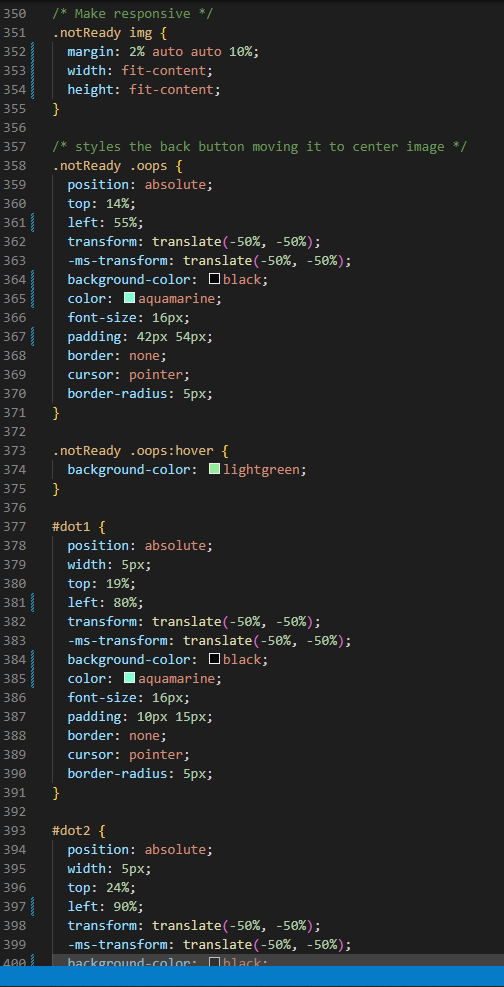 350 /* Make responsive */
351 .notReady img {
352 margin: 2% auto auto 10%;
353 width: fit-content;
354 height: fit-content;
355 }
356
357 /* styles the back button moving it to center image */
358 .notReady .oops {
359 position: absolute;
360 top: 14%;
361 left: 55%;
362 transform: translate(-50%, -50%);
363 -ms-transform: translate(-50%, -50%);
364 background-color: black;
365 color: aquamarine;
366 font-size: 16px;
367 padding: 42px 54px;
368 border: none;
369 cursor: pointer;
370 border-radius: 5px;
371 }
372
373 .notReady .oops:hover {
374 background-color: lightgreen;
375 }
376
377 #dot1 {
378 position: absolute;
379 width: 5px;
380 top: 19%;
381 left: 80%;
382 transform: translate(-50%, -50%);
383 -ms-transform: translate(-50%, -50%);
384 background-color: black;
385 color: aquamarine;
386 font-size: 16px;
387 padding: 10px 15px;
388 border: none;
389 cursor: pointer;
390 border-radius: 5px;
391 }
392
393 #dot2 {
394 position: absolute;
395 width: 5px;
396 top: 24%;
397 left: 90%;
398 transform: translate(-50%, -50%);
399 -ms-transform: translate(-50%, -50%);
400 background-color: black;